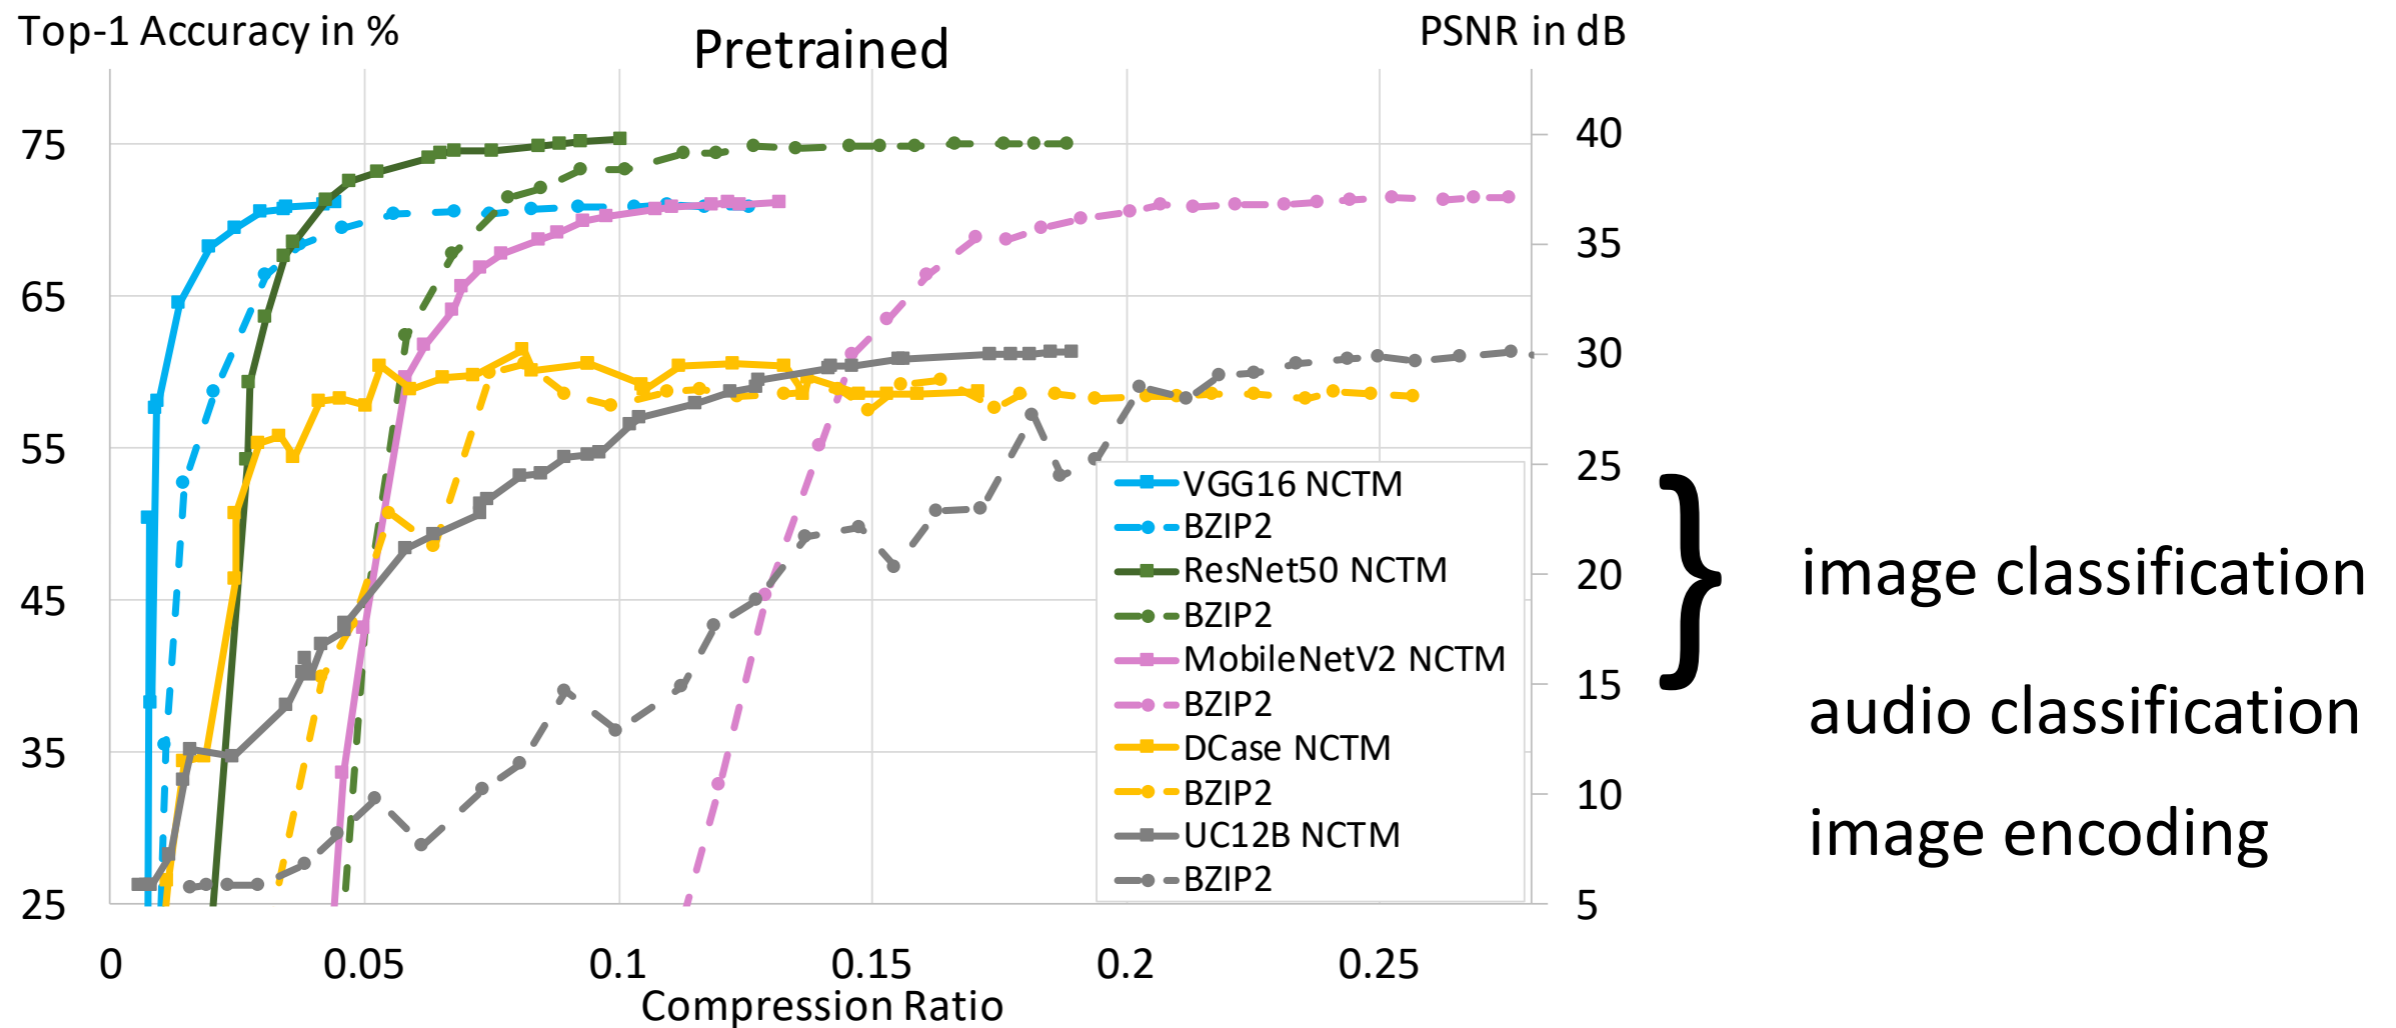 Top-1 Accuracy in %
Pretrained
PSNR in dB
75
65
55
45
35
25
40
35
30
25
20
15
10
5
VGG16 NCTM
BZIP2
ResNet50 NCTM
BZIP2
MobileNetV2 NCTM
BZIP2
DCase NCTM
BZIP2
UC12B NCTM
BZIP2
}
image classification
audio classification
image encoding
0 0.05 0.1 0.15 0.2 0.25
Compression Ratio